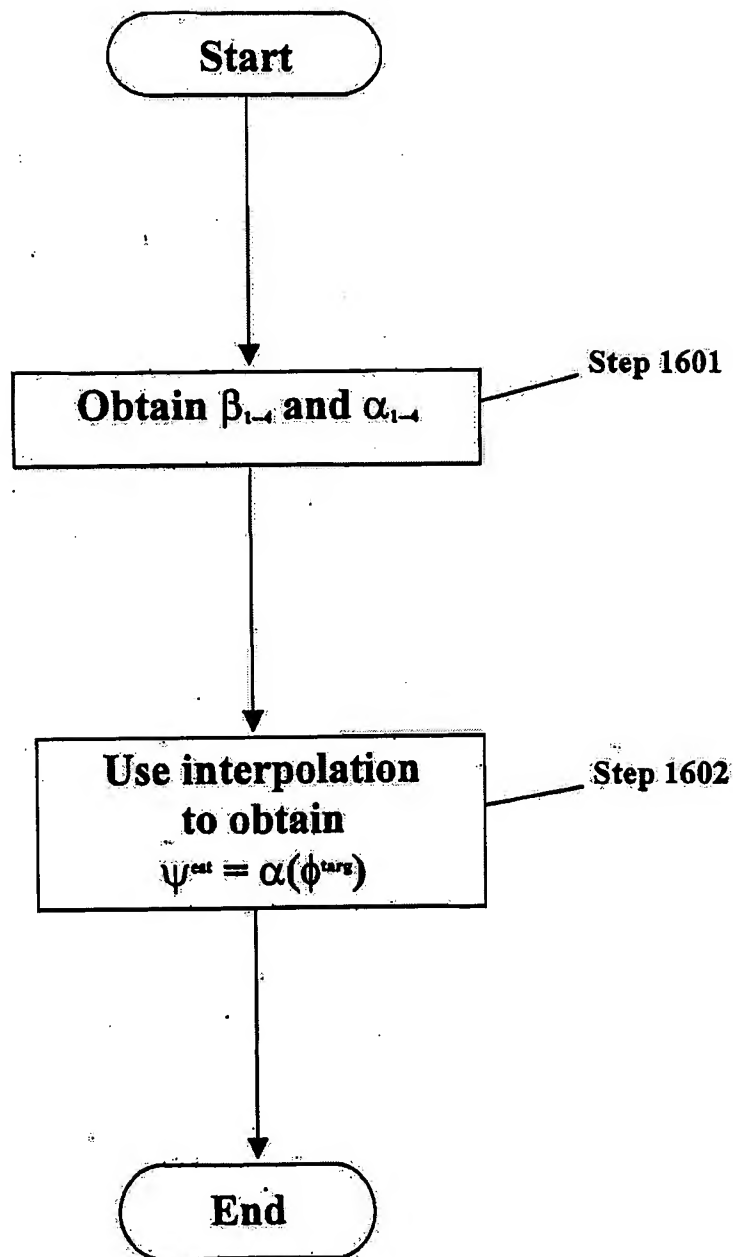 Start
Step 1601
Obtain β₁₋₄ and α₁₋₄
Use interpolation
to obtain
ψᵉˢᵗ = α(ϕᵗᵃʳᵍ)
Step 1602
End